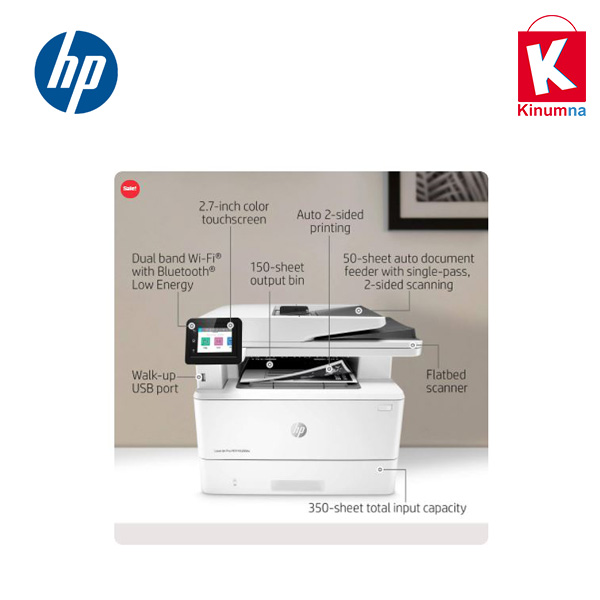 hp
K
Kinumna
Sale!
2.7-inch color
touchscreen
Auto 2-sided
printing
Dual band Wi-Fi®
with Bluetooth®
Low Energy
150-sheet
output bin
50-sheet auto document
feeder with single-pass,
2-sided scanning
Walk-up
USB port
Flatbed
scanner
hp
350-sheet total input capacity